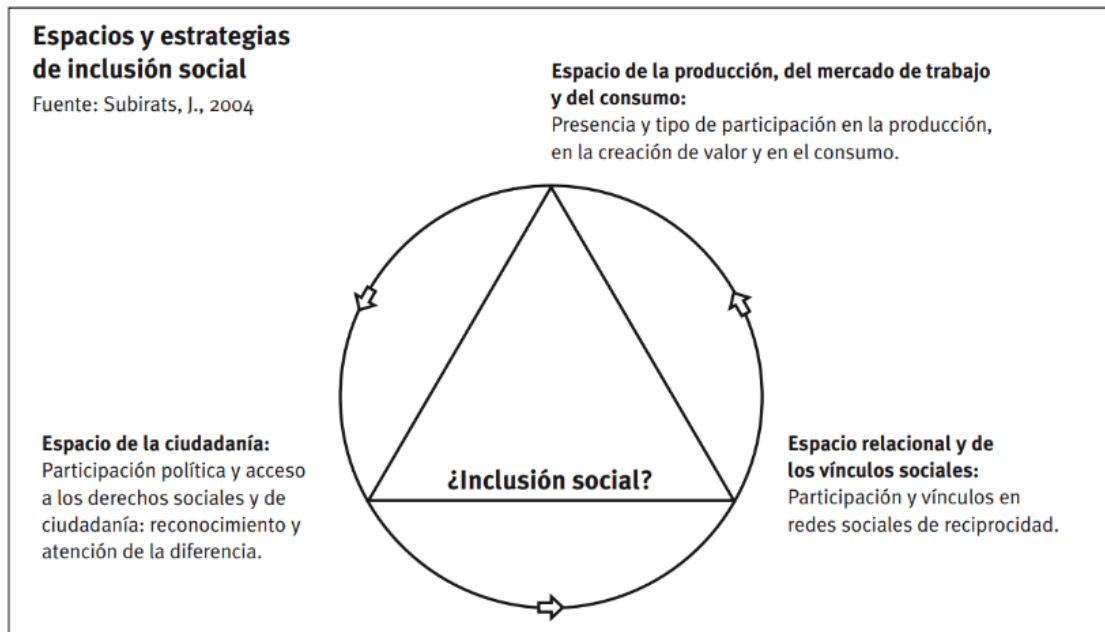 Espacios y estrategias
de inclusión social
Fuente: Subirats, J., 2004
Espacio de la producción, del mercado de trabajo
y del consumo:
Presencia y tipo de participación en la producción,
en la creación de valor y en el consumo.
Espacio de la ciudadanía:
Participación política y acceso
a los derechos sociales y de
ciudadanía: reconocimiento y
atención de la diferencia.
¿Inclusión social?
Espacio relacional y de
los vínculos sociales:
Participación y vínculos en
redes sociales de reciprocidad.